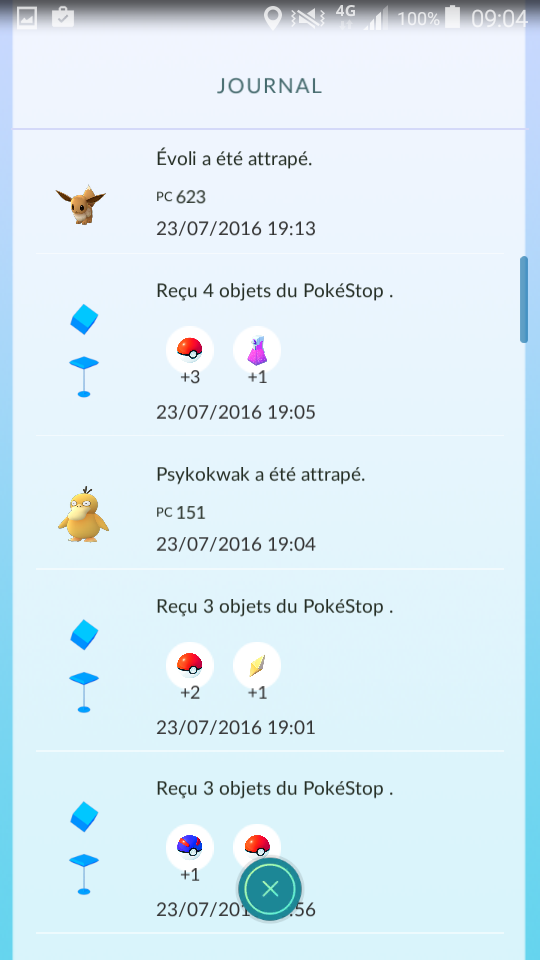 4G 100% 09:04
JOURNAL
Évoli a été attrapé.
PC 623
23/07/2016 19:13
Reçu 4 objets du PokéStop .
+3 +1
23/07/2016 19:05
Psykokwak a été attrapé.
PC 151
23/07/2016 19:04
Reçu 3 objets du PokéStop .
+2 +1
23/07/2016 19:01
Reçu 3 objets du PokéStop .
+1
23/07/201 :56